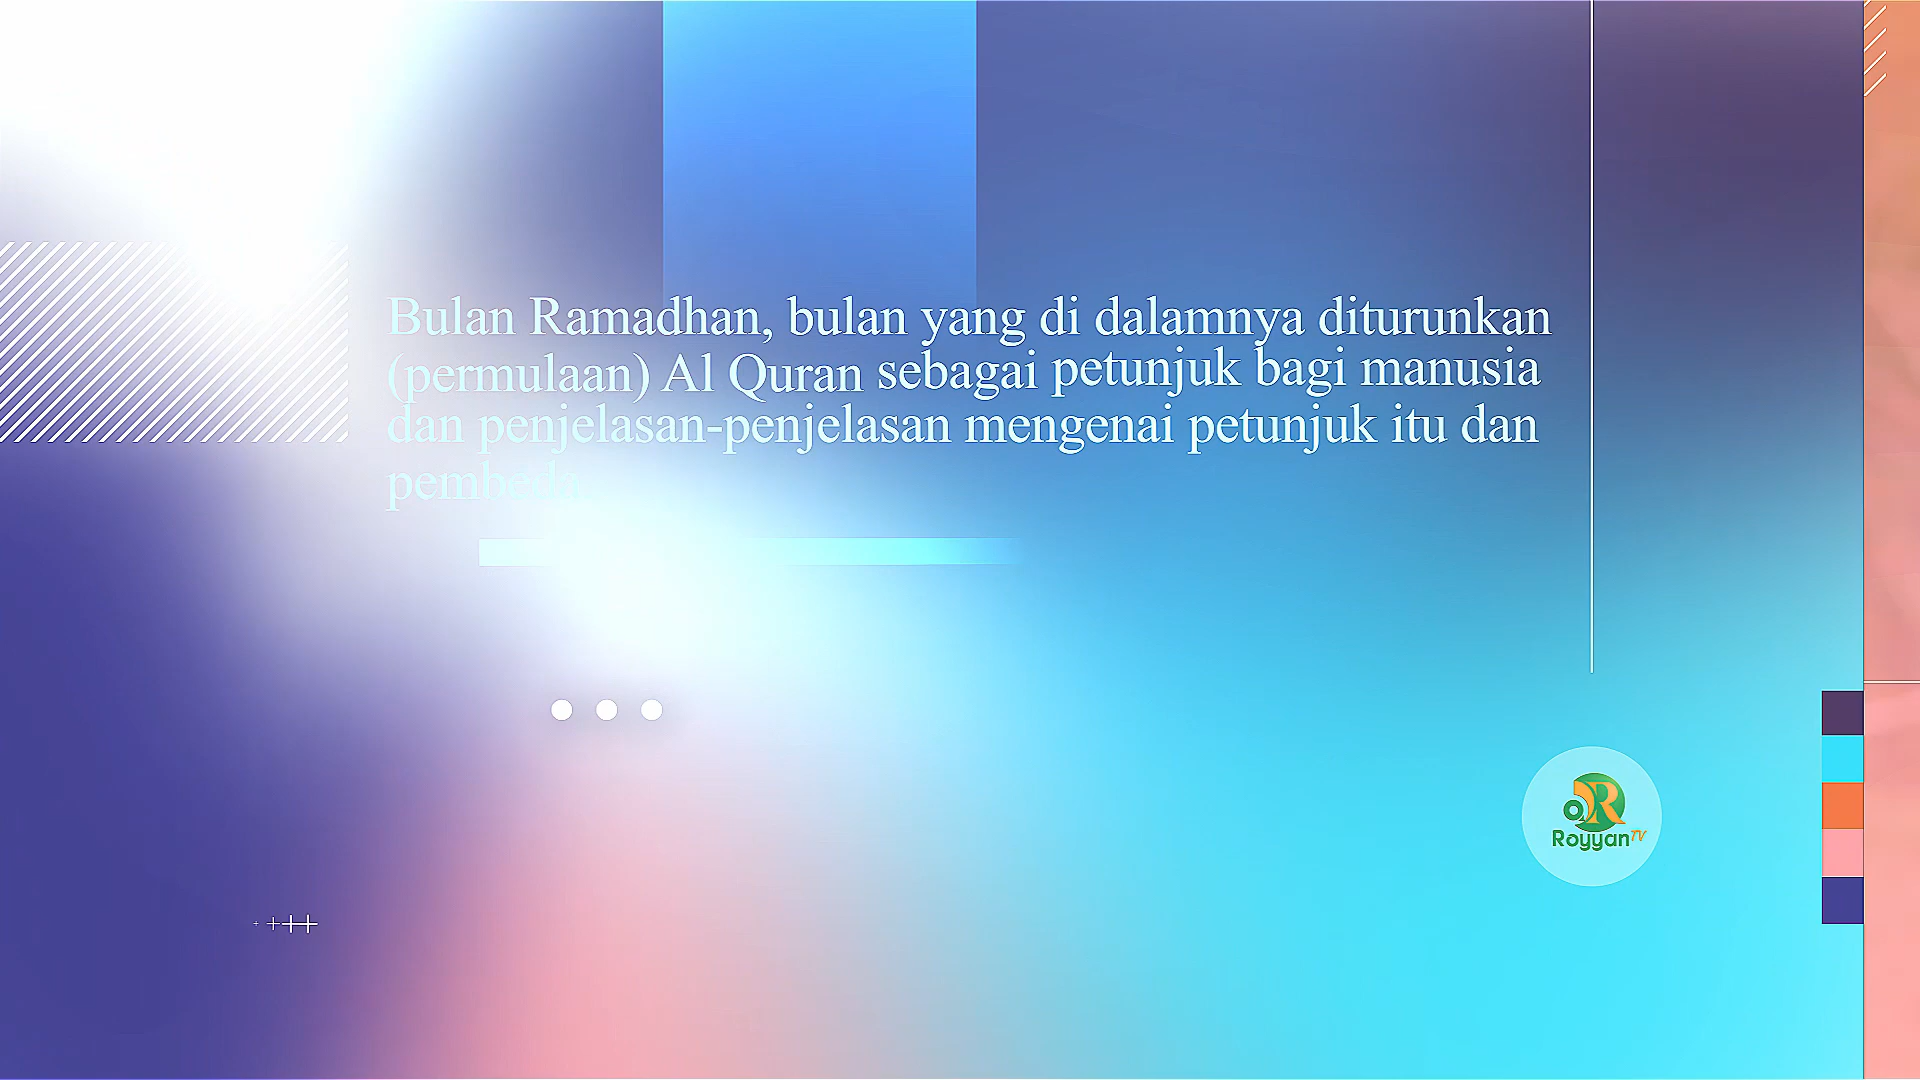 Bulan Ramadhan, bulan yang di dalamnya diturunkan
(permulaan) Al Quran sebagai petunjuk bagi manusia
dan penjelasan-penjelasan mengenai petunjuk itu dan
pembeda.
Royyan TV